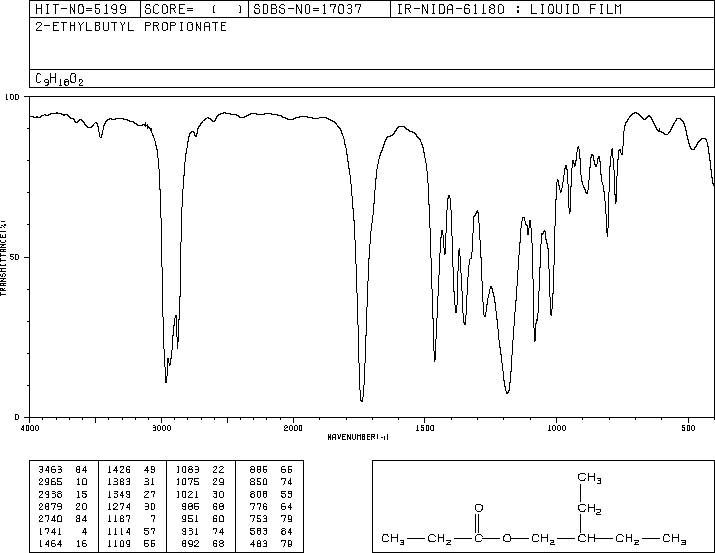 HIT-NO=5199 SCORE= ( ) SDBS-NO=17037 IR-NIDA-61180 : LIQUID FILM
2-ETHYLBUTYL PROPIONATE
C9H18O2
100
50
0
TRANSMITTANCE(%)
4000 3000 2000 1500 1000 500
WAVENUMBER(-1)
3463 84 1426 49 1083 22 886 66
2965 10 1383 31 1075 29 850 74
2938 15 1349 27 1021 30 808 53
2879 20 1274 30 986 68 776 64
2740 84 1187 7 951 60 753 79
1741 4 1114 57 931 74 583 84
1464 16 1109 55 892 68 483 79
CH3
CH2
O
CH3 CH2 C O CH2 CH CH2 CH3